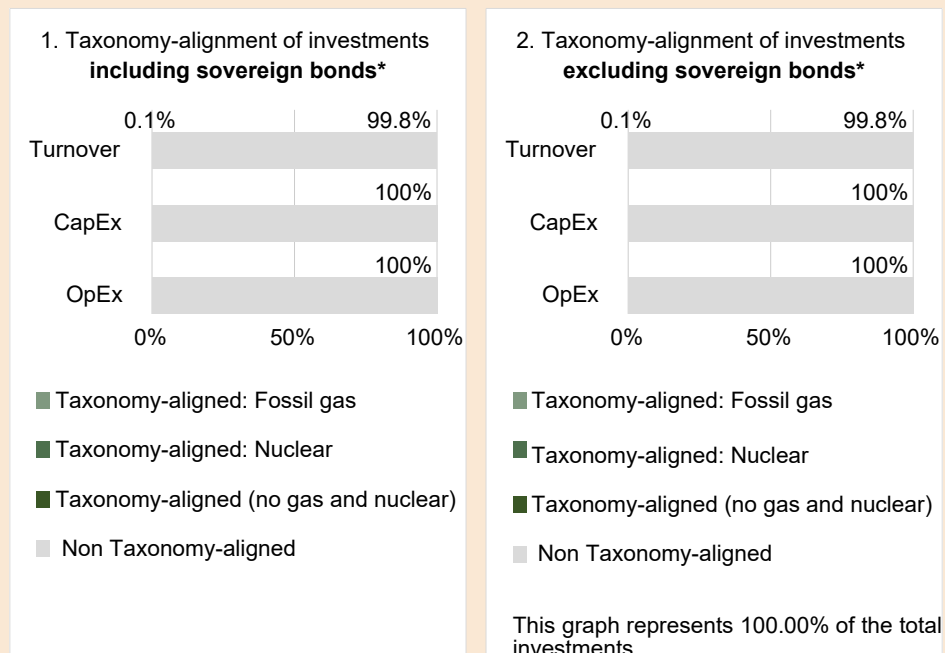 1. Taxonomy-alignment of investments
including sovereign bonds*
0.1% 99.8%
Turnover
100%
CapEx
100%
OpEx
0% 50% 100%
Taxonomy-aligned: Fossil gas
Taxonomy-aligned: Nuclear
Taxonomy-aligned (no gas and nuclear)
Non Taxonomy-aligned
2. Taxonomy-alignment of investments
excluding sovereign bonds*
0.1% 99.8%
Turnover
100%
CapEx
100%
OpEx
0% 50% 100%
Taxonomy-aligned: Fossil gas
Taxonomy-aligned: Nuclear
Taxonomy-aligned (no gas and nuclear)
Non Taxonomy-aligned
This graph represents 100.00% of the total
investments